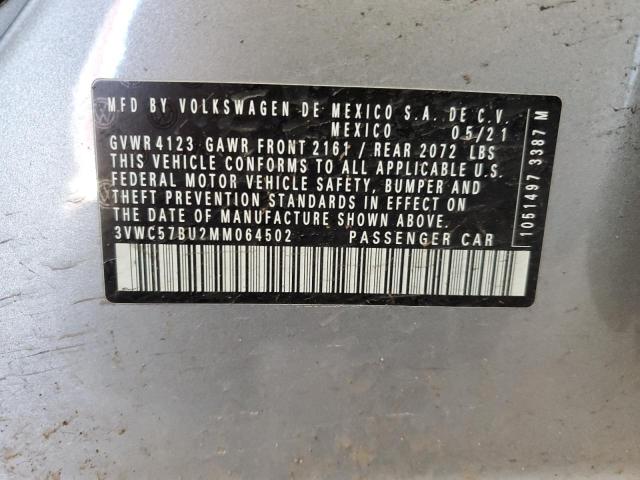 MFD BY VOLKSWAGEN DE MEXICO S.A. DE C.V.
MEXICO 05/21
GVWR 4123 GAWR FRONT 2161 / REAR 2072 LBS
THIS VEHICLE CONFORMS TO ALL APPLICABLE U.S.
FEDERAL MOTOR VEHICLE SAFETY, BUMPER AND
THEFT PREVENTION STANDARDS IN EFFECT ON
THE DATE OF MANUFACTURE SHOWN ABOVE.
3VWC57BU2MM064502 PASSENGER CAR
1051497 3387 M